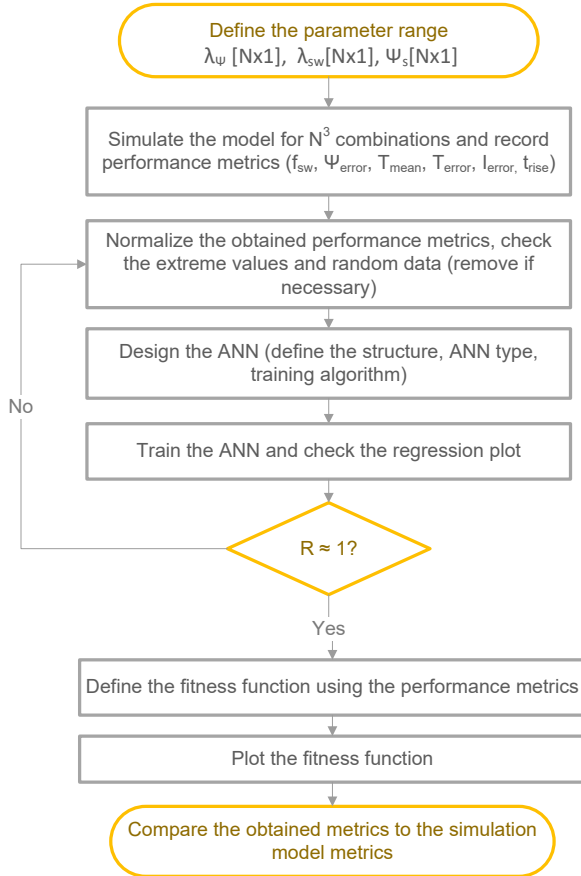 Define the parameter range
λψ [Nx1], λsw[Nx1], Ψs[Nx1]
Simulate the model for N³ combinations and record
performance metrics (fsw, Ψerror, Tmean, Terror, Ierror, trise)
Normalize the obtained performance metrics, check
the extreme values and random data (remove if
necessary)
Design the ANN (define the structure, ANN type,
training algorithm)
No
Train the ANN and check the regression plot
R ≈ 1?
Yes
Define the fitness function using the performance metrics
Plot the fitness function
Compare the obtained metrics to the simulation
model metrics